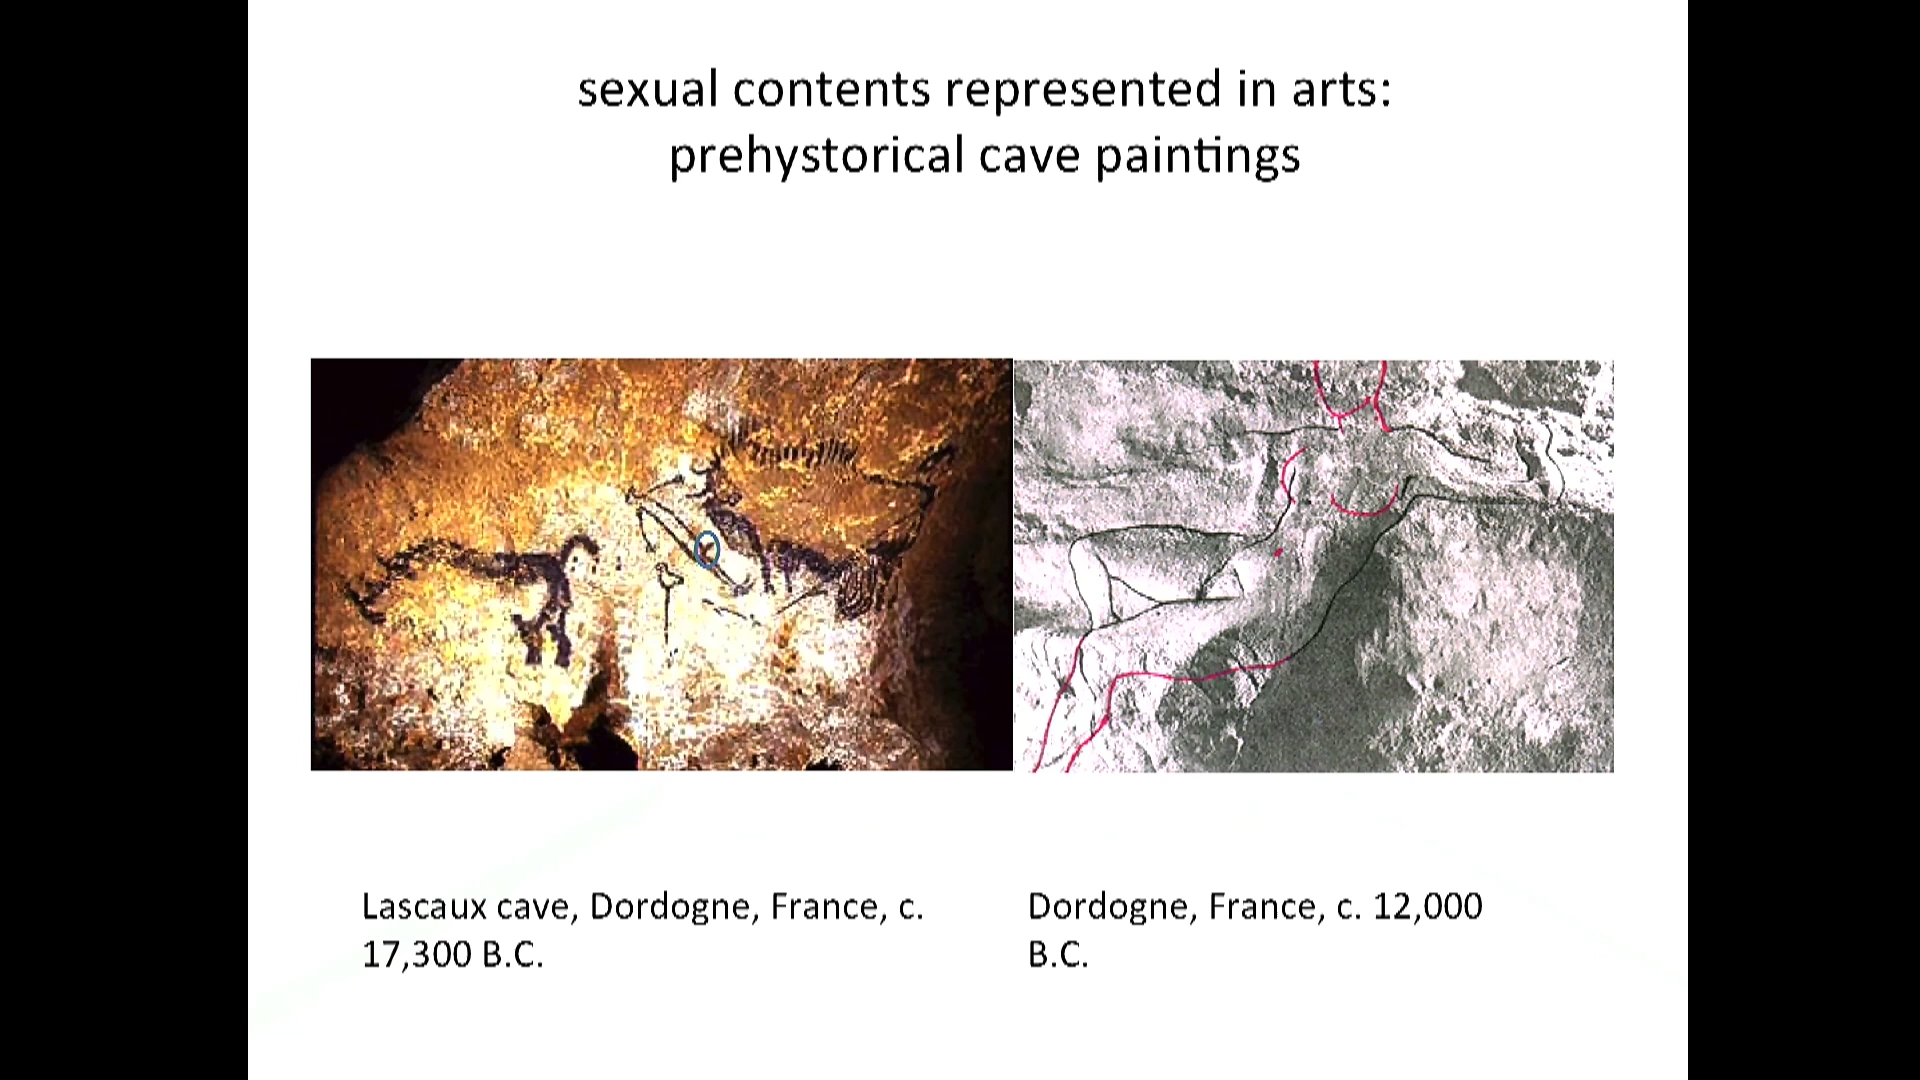 sexual contents represented in arts:
prehystorical cave paintings
Lascaux cave, Dordogne, France, c.
17,300 B.C.
Dordogne, France, c. 12,000
B.C.